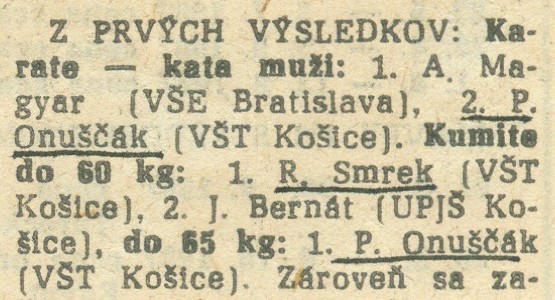 Z PRVÝCH VÝSLEDKOV: Ka-
rate — kata muži: 1. A. Ma-
gyar (VŠE Bratislava), 2. P.
Onuščák (VŠT Košice). Kumite
do 60 kg: 1. R. Smrek (VŠT
Košice), 2. J. Bernát (UPJŠ Ko-
šice), do 65 kg: 1. P. Onuščák
(VŠT Košice). Zároveň sa za-